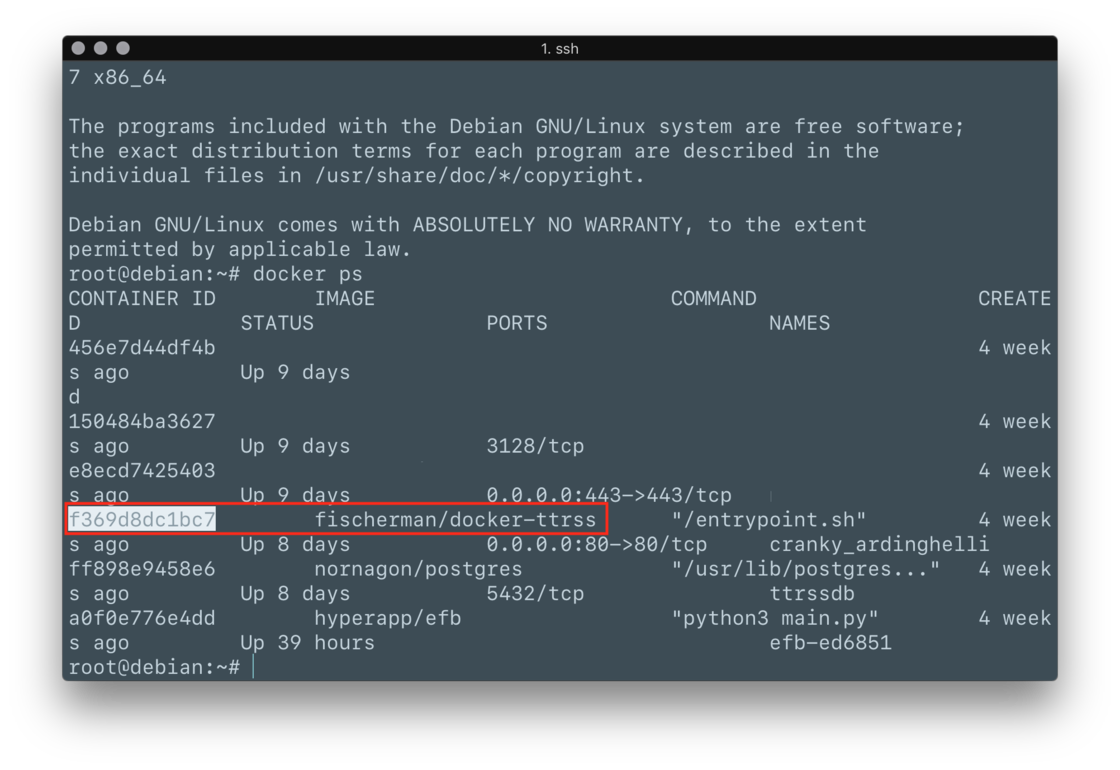 1. ssh
7 x86_64
The programs included with the Debian GNU/Linux system are free software;
the exact distribution terms for each program are described in the
individual files in /usr/share/doc/*/copyright.
Debian GNU/Linux comes with ABSOLUTELY NO WARRANTY, to the extent
permitted by applicable law.
root@debian:~# docker ps
CONTAINER ID        IMAGE                        COMMAND                  CREATE
D             STATUS              PORTS                  NAMES
456e7d44df4b                                                              4 week
s ago         Up 9 days
d
150484ba3627                                                              4 week
s ago         Up 9 days           3128/tcp
e8ecd7425403                                                              4 week
s ago         Up 9 days           0.0.0.0:443->443/tcp
f369d8dc1bc7        fischerman/docker-ttrss      "/entrypoint.sh"         4 week
s ago         Up 8 days           0.0.0.0:80->80/tcp     cranky_ardinghelli
ff898e9458e6        nornagon/postgres            "/usr/lib/postgres..."   4 week
s ago         Up 8 days           5432/tcp               ttrssdb
a0f0e776e4dd        hyperapp/efb                 "python3 main.py"        4 week
s ago         Up 39 hours                                efb-ed6851
root@debian:~#